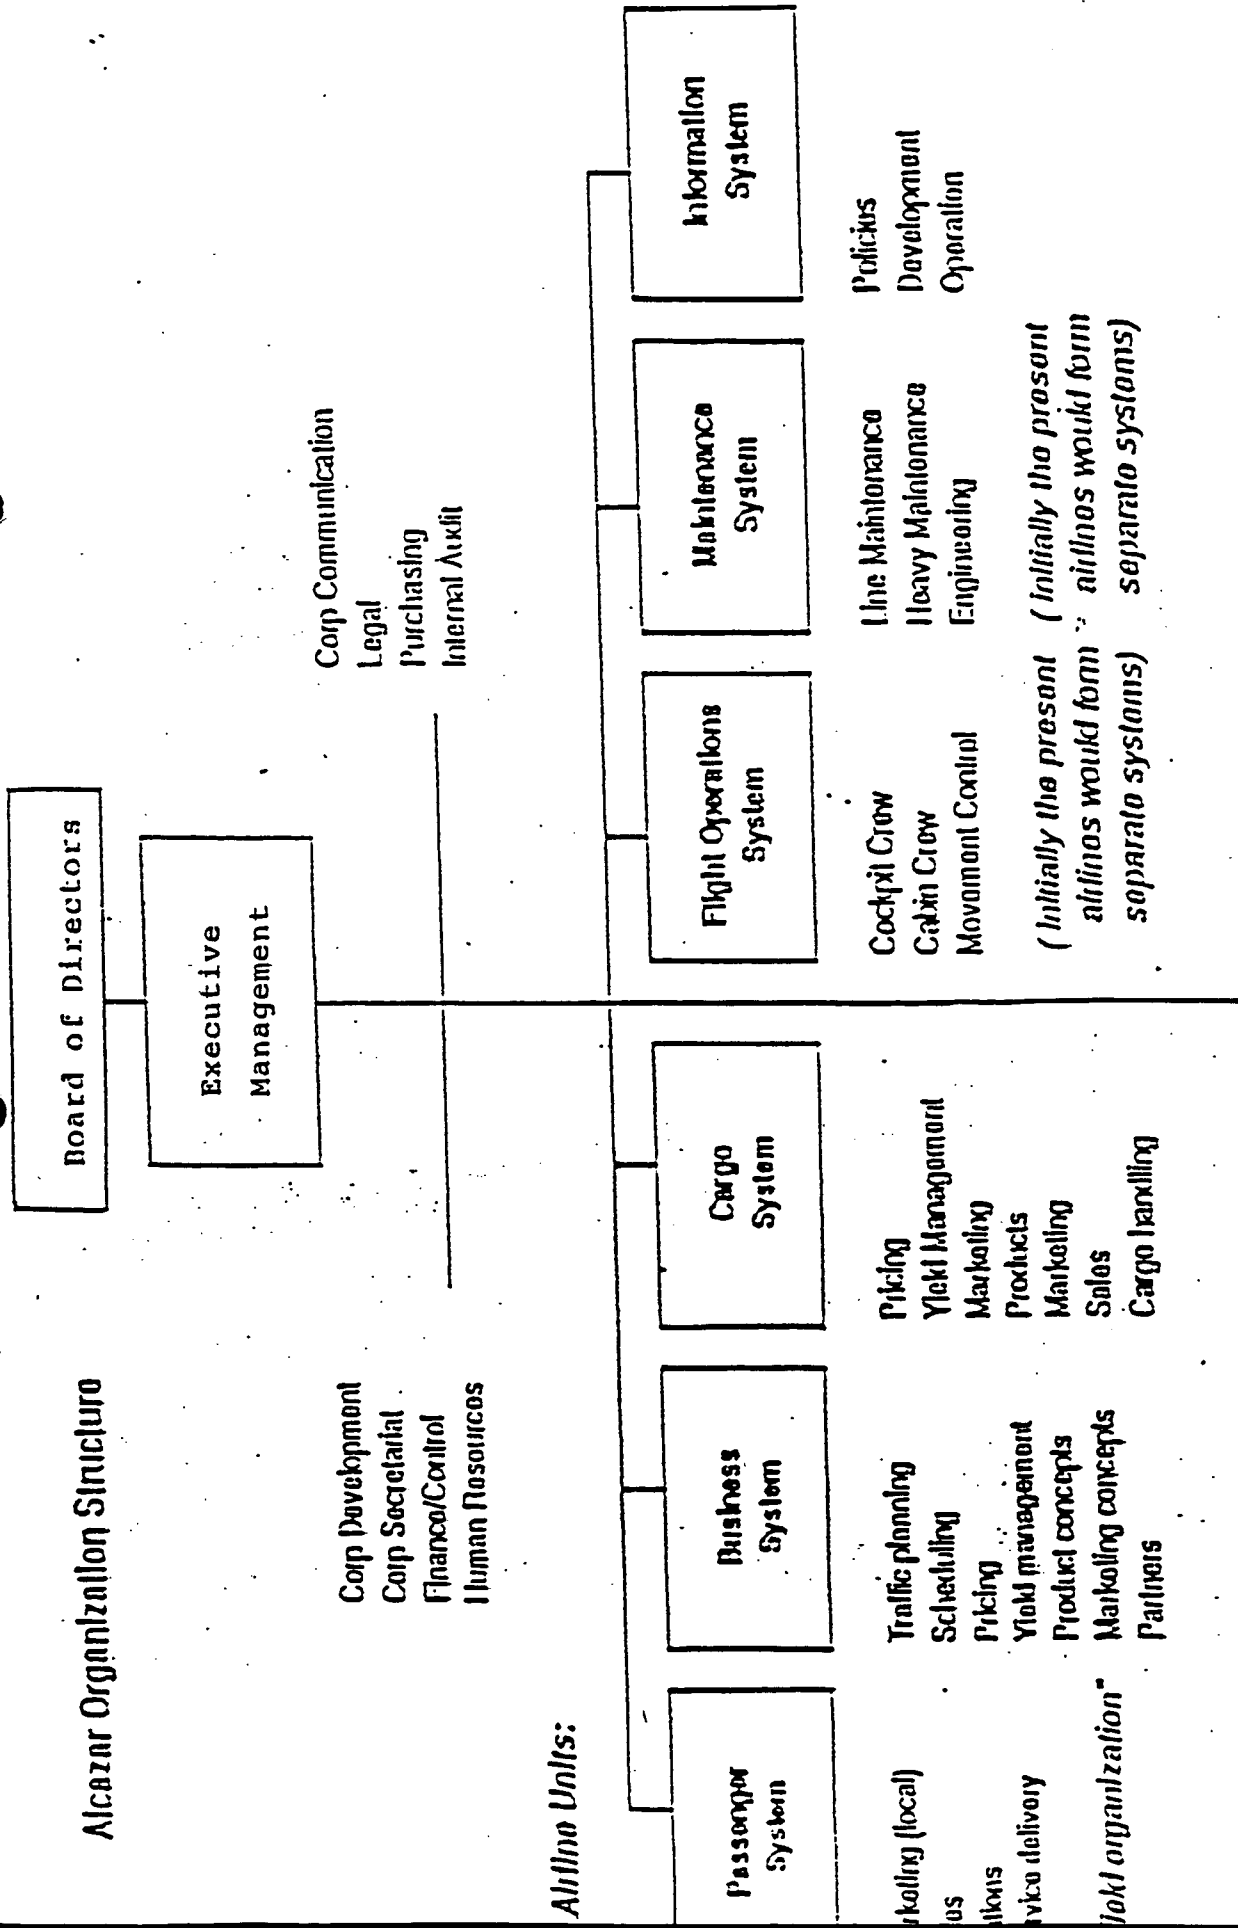 Alcazar Organization Structure
Board of Directors
Executive
Management
Corp Development
Corp Secretarial
Finance/Control
Human Resources
Corp Communication
Legal
Purchasing
Internal Audit
Airline Units:
Passenger
System
Business
System
Cargo
System
Flight Operations
System
Maintenance
System
Information
System
(local)
delivery
organization"
Traffic planning
Scheduling
Pricing
Yield management
Product concepts
Marketing concepts
Partners
Pricing
Yield Management
Marketing
Products
Marketing
Sales
Cargo handling
Cockpit Crew
Cabin Crew
Movement Control
(Initially the present
airlines would form
separate systems)
Line Maintenance
Heavy Maintenance
Engineering
(Initially the present
airlines would form
separate systems)
Policies
Development
Operation